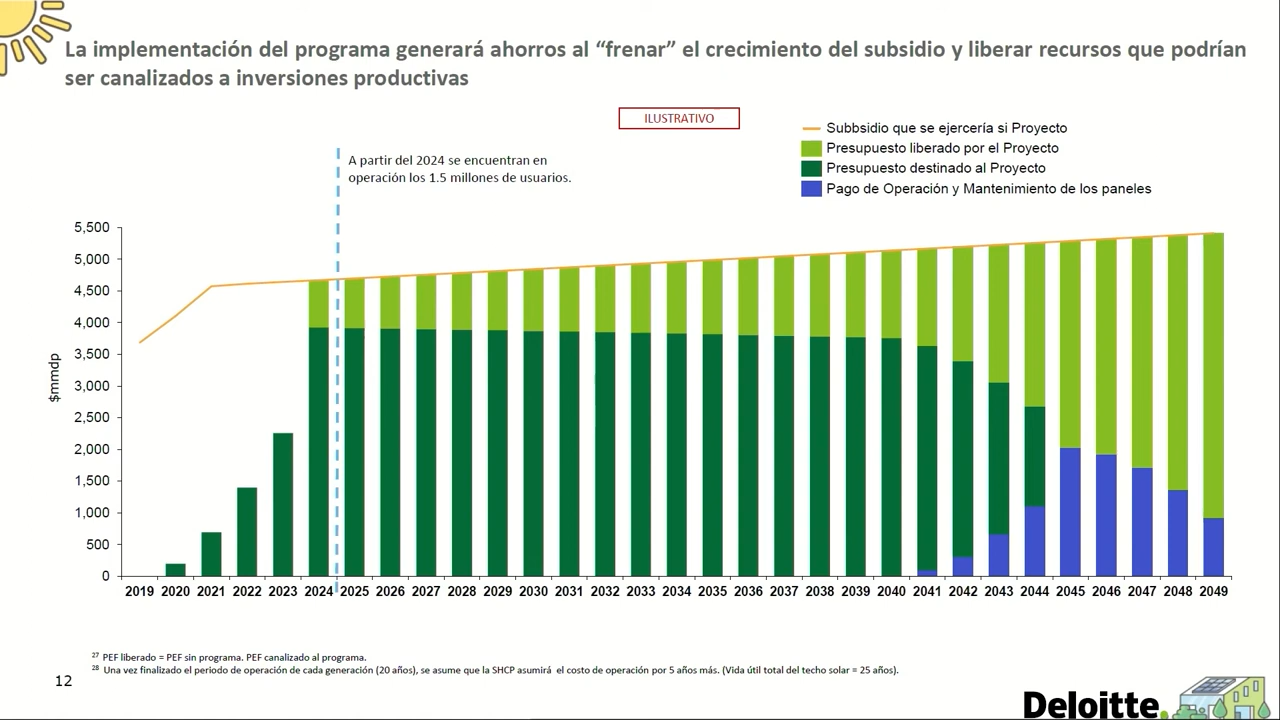 La implementación del programa generará ahorros al “frenar” el crecimiento del subsidio y liberar recursos que podrían
ser canalizados a inversiones productivas
ILUSTRATIVO
Subbsidio que se ejercería si Proyecto
Presupuesto liberado por el Proyecto
Presupuesto destinado al Proyecto
Pago de Operación y Mantenimiento de los paneles
A partir del 2024 se encuentran en
operación los 1.5 millones de usuarios.
$mmdp
5,500
5,000
4,500
4,000
3,500
3,000
2,500
2,000
1,500
1,000
500
0
2019 2020 2021 2022 2023 2024 2025 2026 2027 2028 2029 2030 2031 2032 2033 2034 2035 2036 2037 2038 2039 2040 2041 2042 2043 2044 2045 2046 2047 2048 2049
27 PEF liberado = PEF sin programa. PEF canalizado al programa.
28 Una vez finalizado el periodo de operación de cada generación (20 años), se asume que la SHCP asumirá el costo de operación por 5 años más. (Vida útil total del techo solar = 25 años).
12
Deloitte.